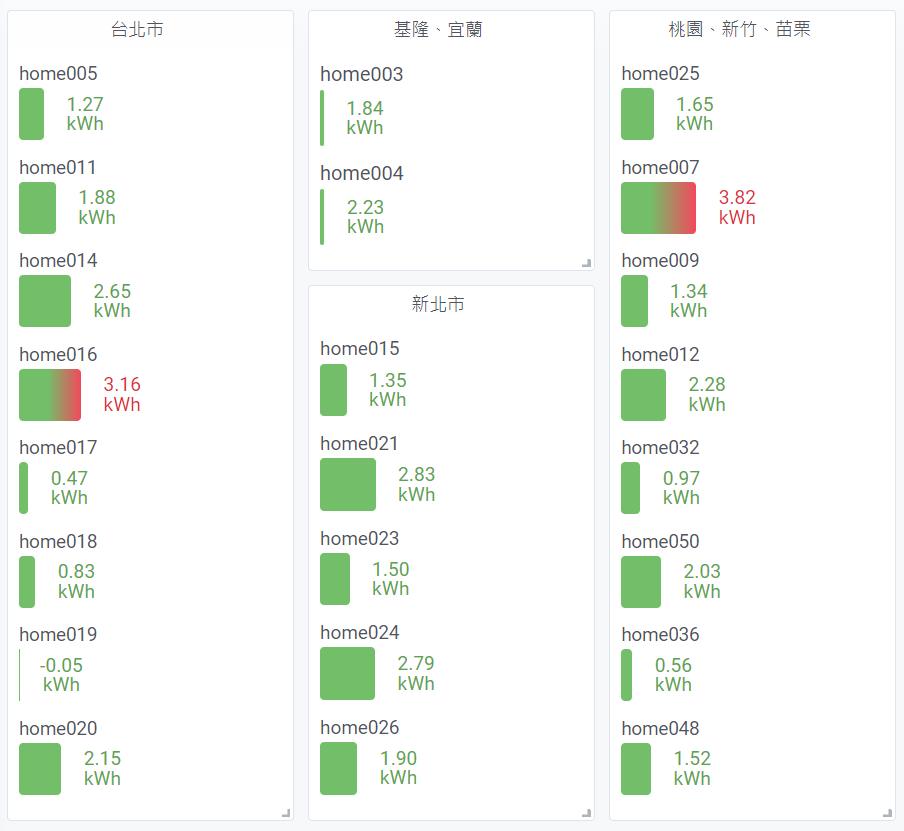 台北市
home005
1.27
kWh
home011
1.88
kWh
home014
2.65
kWh
home016
3.16
kWh
home017
0.47
kWh
home018
0.83
kWh
home019
-0.05
kWh
home020
2.15
kWh
基隆、宜蘭
home003
1.84
kWh
home004
2.23
kWh
新北市
home015
1.35
kWh
home021
2.83
kWh
home023
1.50
kWh
home024
2.79
kWh
home026
1.90
kWh
桃園、新竹、苗栗
home025
1.65
kWh
home007
3.82
kWh
home009
1.34
kWh
home012
2.28
kWh
home032
0.97
kWh
home050
2.03
kWh
home036
0.56
kWh
home048
1.52
kWh